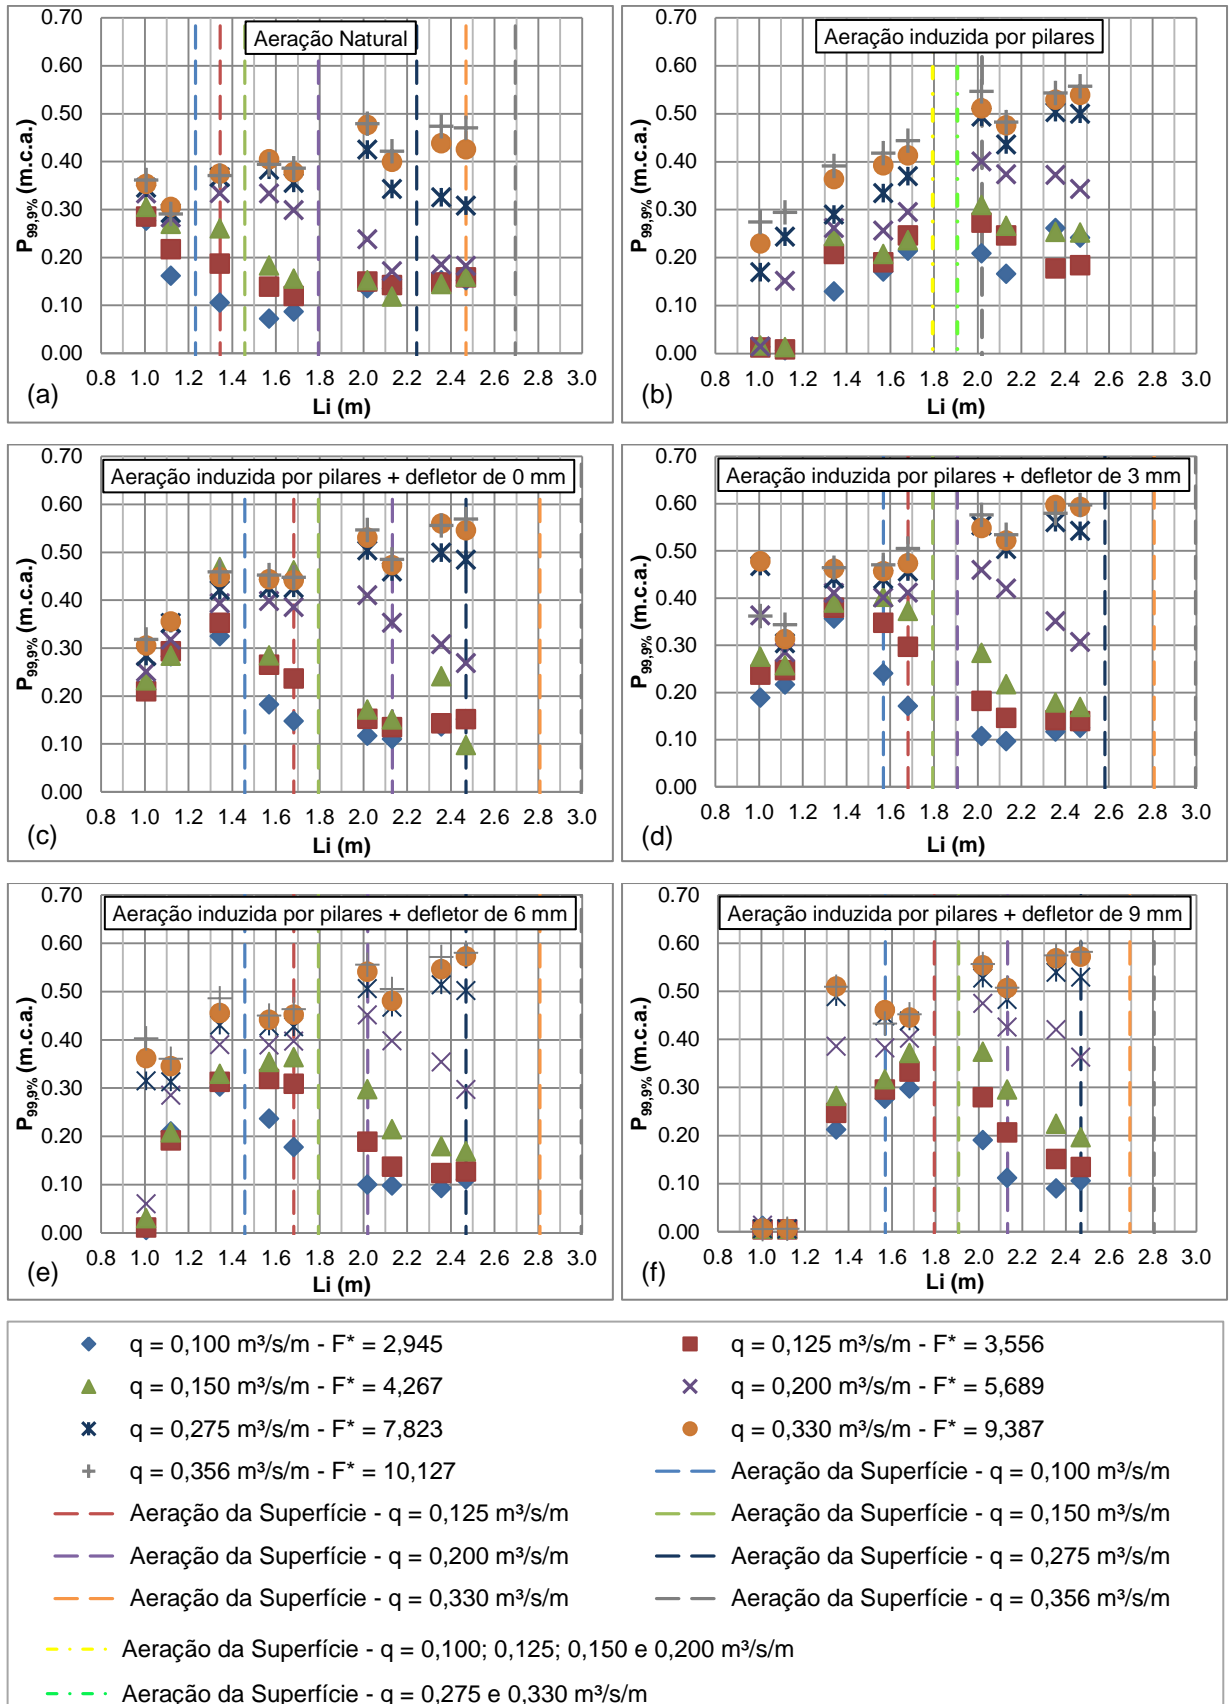 Aeração Natural
P99,9% (m.c.a.)
0.70
0.60
0.50
0.40
0.30
0.20
0.10
0.00
0.8 1.0 1.2 1.4 1.6 1.8 2.0 2.2 2.4 2.6 2.8 3.0
(a)
Li (m)
Aeração induzida por pilares
P99,9% (m.c.a.)
0.70
0.60
0.50
0.40
0.30
0.20
0.10
0.00
0.8 1.0 1.2 1.4 1.6 1.8 2.0 2.2 2.4 2.6 2.8 3.0
(b)
Li (m)
Aeração induzida por pilares + defletor de 0 mm
P99,9% (m.c.a.)
0.70
0.60
0.50
0.40
0.30
0.20
0.10
0.00
0.8 1.0 1.2 1.4 1.6 1.8 2.0 2.2 2.4 2.6 2.8 3.0
(c)
Li (m)
Aeração induzida por pilares + defletor de 3 mm
P99,9% (m.c.a.)
0.70
0.60
0.50
0.40
0.30
0.20
0.10
0.00
0.8 1.0 1.2 1.4 1.6 1.8 2.0 2.2 2.4 2.6 2.8 3.0
(d)
Li (m)
Aeração induzida por pilares + defletor de 6 mm
P99,9% (m.c.a.)
0.70
0.60
0.50
0.40
0.30
0.20
0.10
0.00
0.8 1.0 1.2 1.4 1.6 1.8 2.0 2.2 2.4 2.6 2.8 3.0
(e)
Li (m)
Aeração induzida por pilares + defletor de 9 mm
P99,9% (m.c.a.)
0.70
0.60
0.50
0.40
0.30
0.20
0.10
0.00
0.8 1.0 1.2 1.4 1.6 1.8 2.0 2.2 2.4 2.6 2.8 3.0
(f)
Li (m)
q = 0,100 m³/s/m - F* = 2,945
q = 0,125 m³/s/m - F* = 3,556
q = 0,150 m³/s/m - F* = 4,267
q = 0,200 m³/s/m - F* = 5,689
q = 0,275 m³/s/m - F* = 7,823
q = 0,330 m³/s/m - F* = 9,387
q = 0,356 m³/s/m - F* = 10,127
Aeração da Superfície - q = 0,100 m³/s/m
Aeração da Superfície - q = 0,125 m³/s/m
Aeração da Superfície - q = 0,150 m³/s/m
Aeração da Superfície - q = 0,200 m³/s/m
Aeração da Superfície - q = 0,275 m³/s/m
Aeração da Superfície - q = 0,330 m³/s/m
Aeração da Superfície - q = 0,356 m³/s/m
Aeração da Superfície - q = 0,100; 0,125; 0,150 e 0,200 m³/s/m
Aeração da Superfície - q = 0,275 e 0,330 m³/s/m